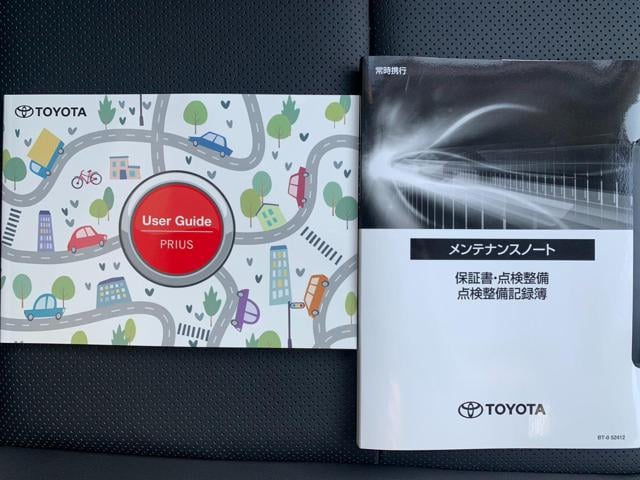 TOYOTA
User Guide
PRIUS
常時携行
メンテナンスノート
保証書・点検整備
点検整備記録簿
TOYOTA
BT-0 52412